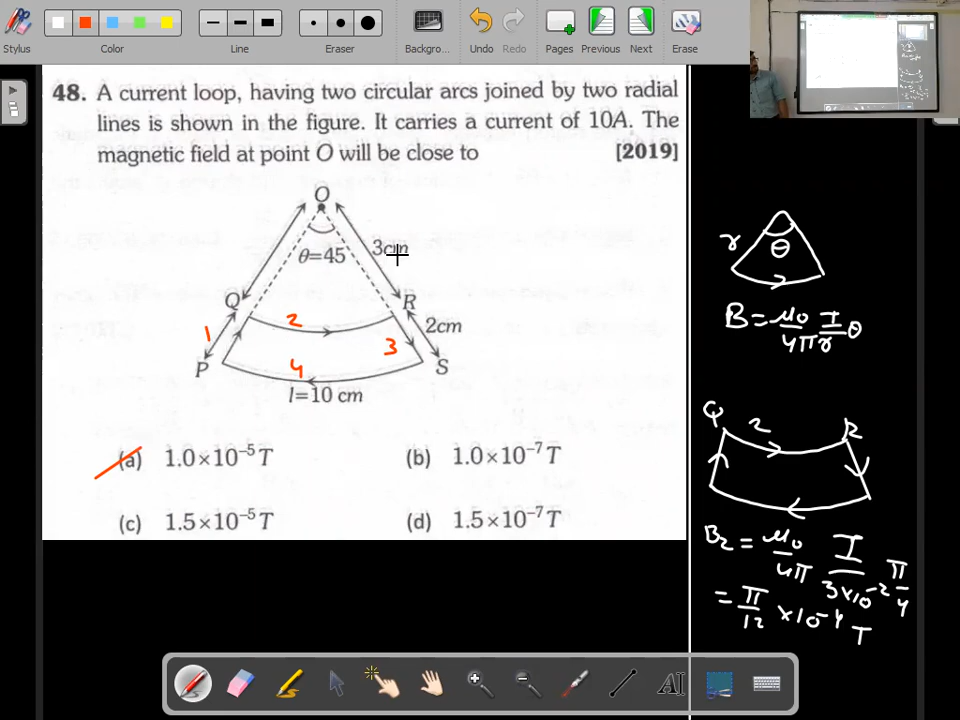 Stylus
Color
Line
Eraser
Backgro...
Undo
Redo
Pages
Previous
Next
Erase
48. A current loop, having two circular arcs joined by two radial
lines is shown in the figure. It carries a current of 10A. The
magnetic field at point O will be close to [2019]
O
θ=45
3cm
Q
R
1
2
3
2cm
P
4
S
l=10 cm
(a) 1.0×10⁻⁵T
(b) 1.0×10⁻⁷T
(c) 1.5×10⁻⁵T
(d) 1.5×10⁻⁷T
r
θ
B = μ₀/4π I/r θ
Q
2
R
B₂ = μ₀/4π I/3×10⁻² π/4
= π/12 ×10⁻⁴ T
AI